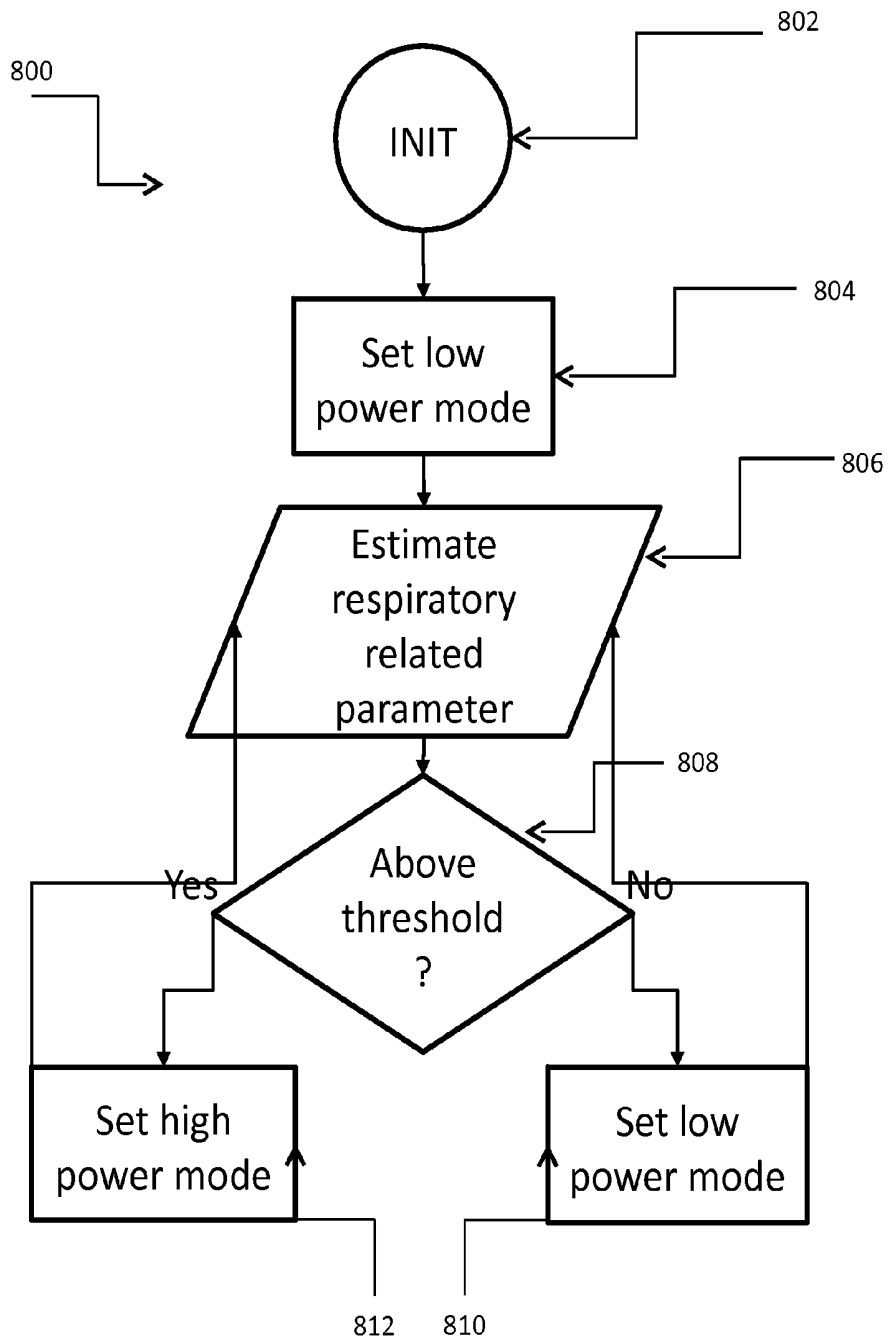 802
800
INIT
804
Set low
power mode
806
Estimate
respiratory
related
parameter
808
Yes
Above
threshold
?
No
Set high
power mode
Set low
power mode
812
810